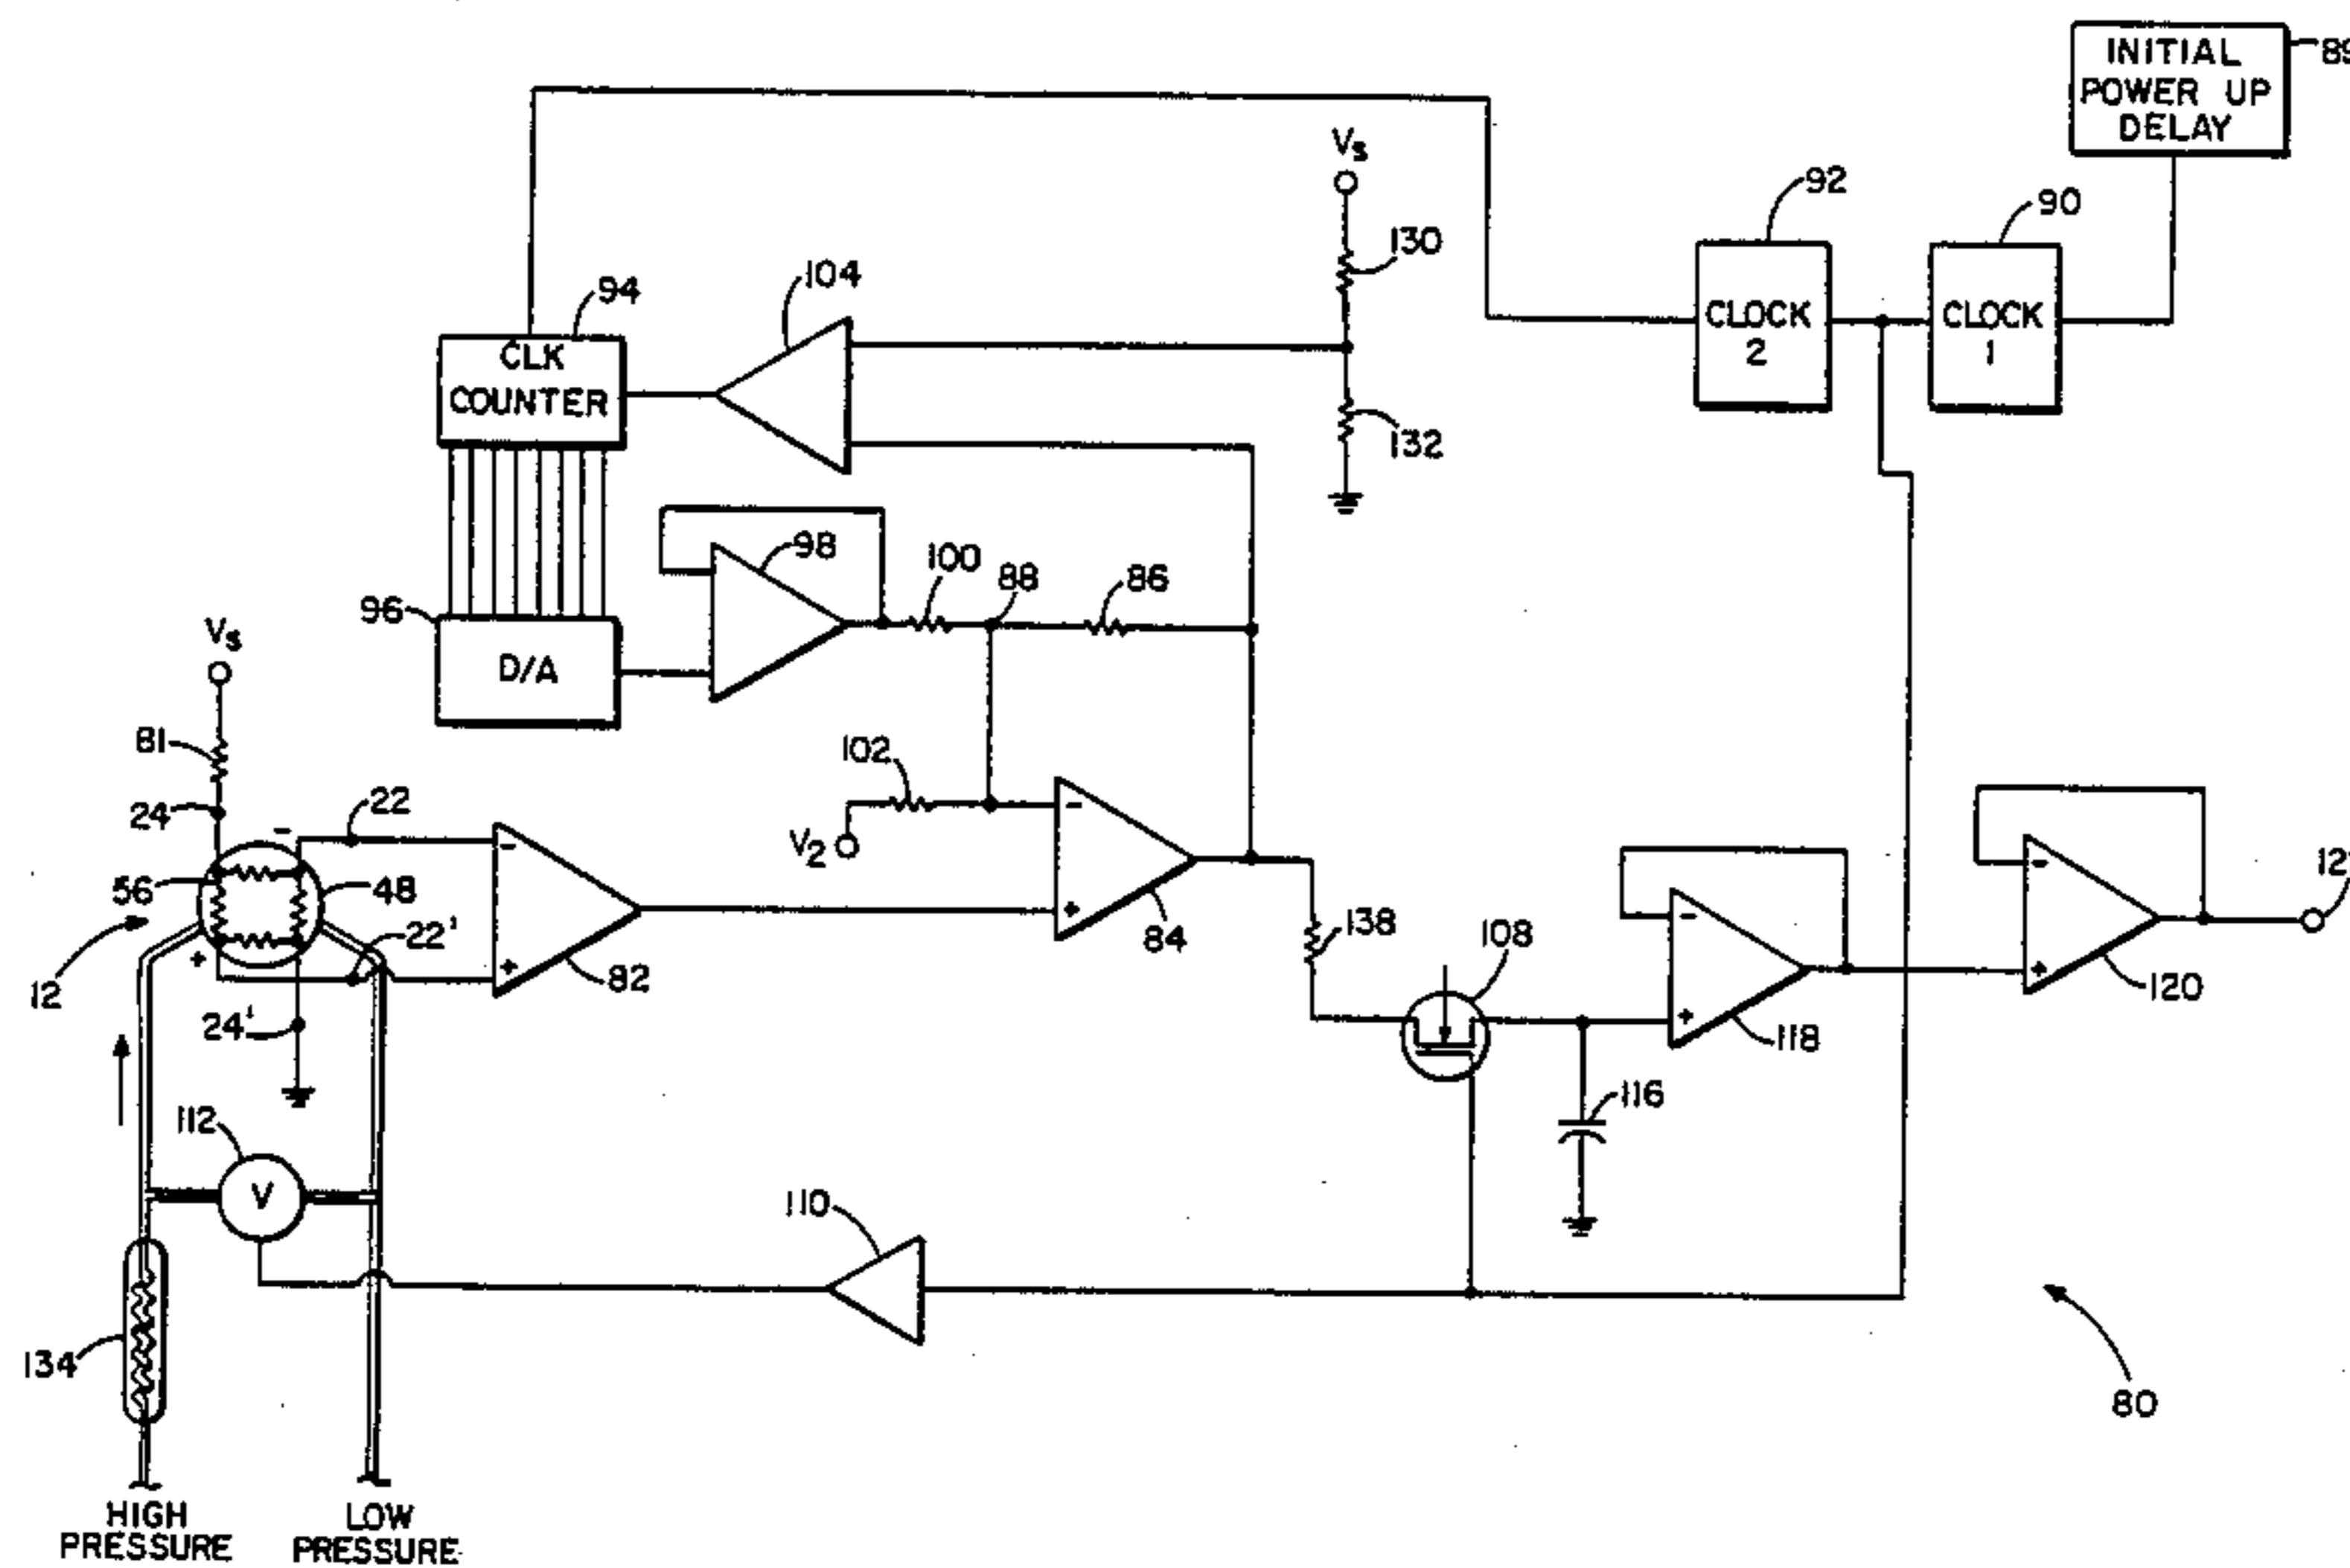 INITIAL
POWER UP
DELAY
Vs
92
90
130
104
94
CLOCK
2
CLOCK
1
CLK
COUNTER
132
98
100
88
86
96
Vs
D/A
81
102
24
22
-
-
-
V2
56
48
-
-
138
108
22'
+
84
12
+
+
82
120
24'
+
+
118
112
116
V
110
134
80
HIGH
PRESSURE
LOW
PRESSURE